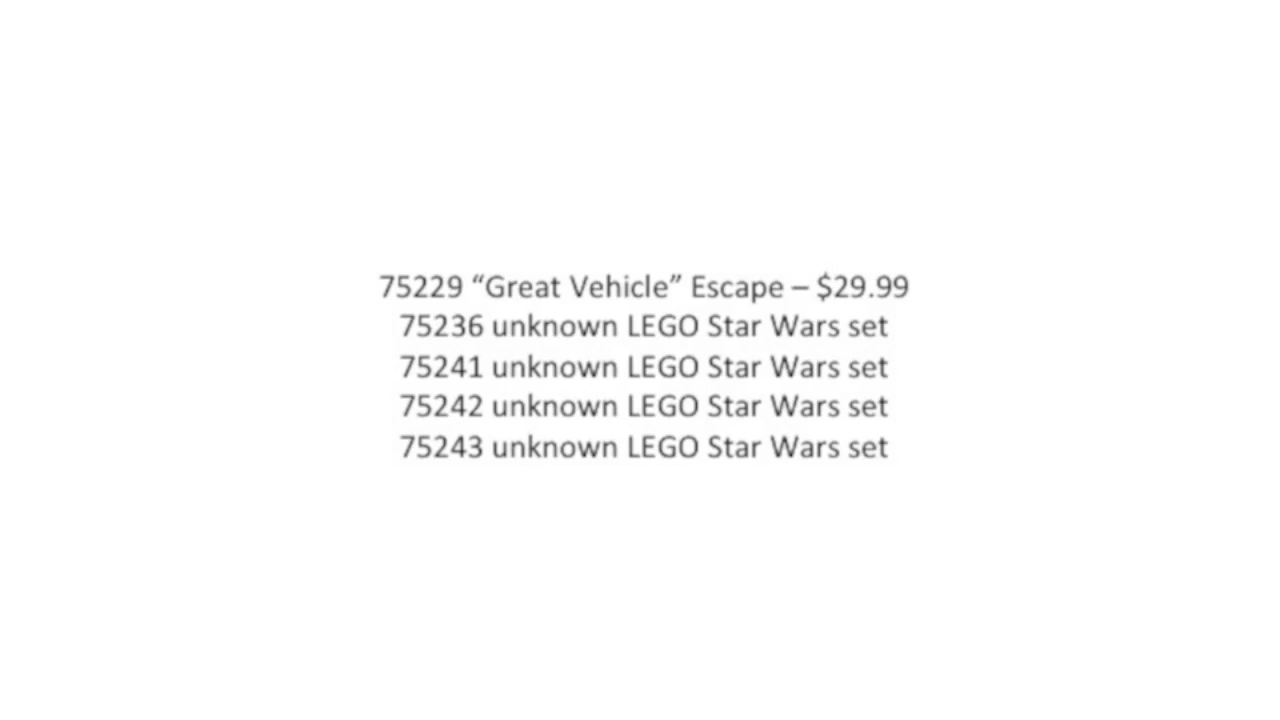 75229 “Great Vehicle” Escape – $29.99
75236 unknown LEGO Star Wars set
75241 unknown LEGO Star Wars set
75242 unknown LEGO Star Wars set
75243 unknown LEGO Star Wars set